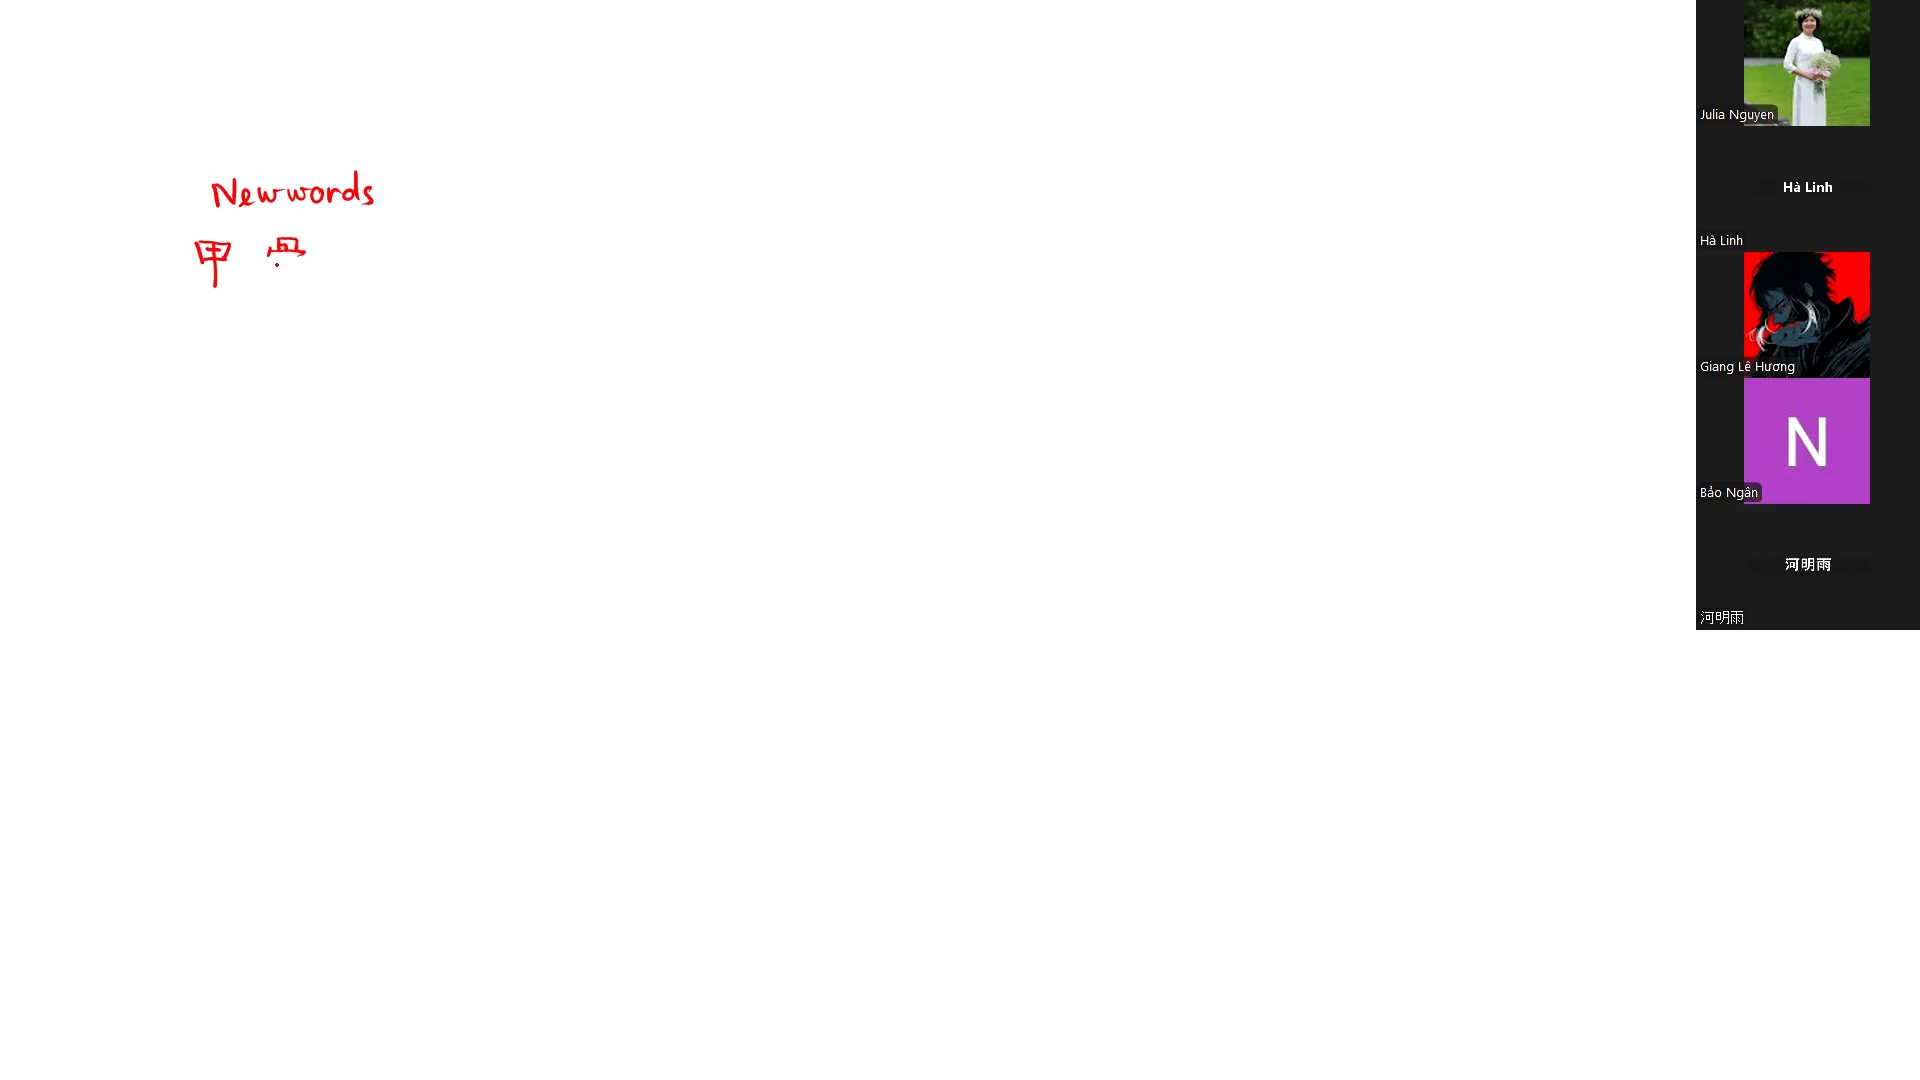 Newwords
甲
Julia Nguyen
Hà Linh
Hà Linh
Giang Lê Hương
N
Bảo Ngân
河明雨
河明雨